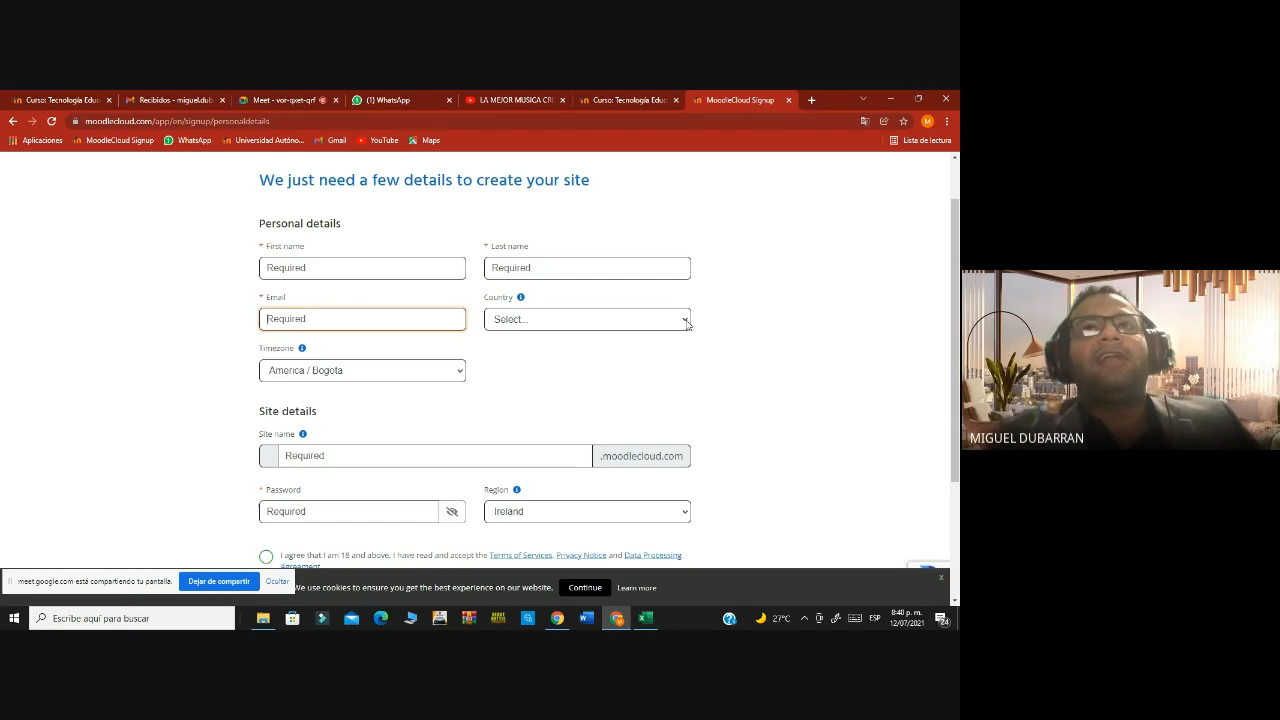 Curso: Tecnología Educ
Recibidos - miguel.dub
Meet - vor-qxet-qrf
(1) WhatsApp
LA MEJOR MUSICA CRI
Curso: Tecnología Educ
MoodleCloud Signup
moodlecloud.com/app/en/signup/personaldetails
M
Aplicaciones
MoodleCloud Signup
WhatsApp
Universidad Autóno...
Gmail
YouTube
Maps
Lista de lectura
We just need a few details to create your site
Personal details
* First name
* Last name
Required
Required
* Email
Country
Required
Select...
Timezone
America / Bogota
Site details
Site name
Required
.moodlecloud.com
* Password
Region
Required
Ireland
I agree that I am 18 and above, I have read and accept the Terms of Services, Privacy Notice and Data Processing
Agreement
meet.google.com está compartiendo tu pantalla.
Dejar de compartir
Ocultar
We use cookies to ensure you get the best experience on our website.
Continue
Learn more
x
Escribe aquí para buscar
27°C
ESP
8:40 p. m.
12/07/2021
24
MIGUEL DUBARRAN